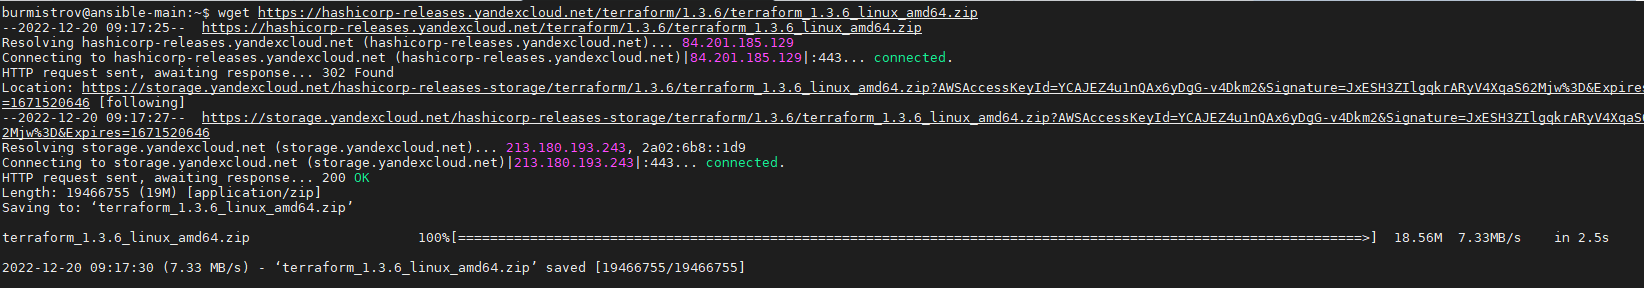 burmistrov@ansible-main:~$ wget https://hashicorp-releases.yandexcloud.net/terraform/1.3.6/terraform_1.3.6_linux_amd64.zip
--2022-12-20 09:17:25--  https://hashicorp-releases.yandexcloud.net/terraform/1.3.6/terraform_1.3.6_linux_amd64.zip
Resolving hashicorp-releases.yandexcloud.net (hashicorp-releases.yandexcloud.net)... 84.201.185.129
Connecting to hashicorp-releases.yandexcloud.net (hashicorp-releases.yandexcloud.net)|84.201.185.129|:443... connected.
HTTP request sent, awaiting response... 302 Found
Location: https://storage.yandexcloud.net/hashicorp-releases-storage/terraform/1.3.6/terraform_1.3.6_linux_amd64.zip?AWSAccessKeyId=YCAJEZ4u1nQAx6yDgG-v4Dkm2&Signature=JxESH3ZIlgqkrARyV4XqaS62Mjw%3D&Expires
=1671520646 [following]
--2022-12-20 09:17:27--  https://storage.yandexcloud.net/hashicorp-releases-storage/terraform/1.3.6/terraform_1.3.6_linux_amd64.zip?AWSAccessKeyId=YCAJEZ4u1nQAx6yDgG-v4Dkm2&Signature=JxESH3ZIlgqkrARyV4XqaS6
2Mjw%3D&Expires=1671520646
Resolving storage.yandexcloud.net (storage.yandexcloud.net)... 213.180.193.243, 2a02:6b8::1d9
Connecting to storage.yandexcloud.net (storage.yandexcloud.net)|213.180.193.243|:443... connected.
HTTP request sent, awaiting response... 200 OK
Length: 19466755 (19M) [application/zip]
Saving to: ‘terraform_1.3.6_linux_amd64.zip’
terraform_1.3.6_linux_amd64.zip 100%[=================================================================================================================>] 18.56M 7.33MB/s in 2.5s
2022-12-20 09:17:30 (7.33 MB/s) - ‘terraform_1.3.6_linux_amd64.zip’ saved [19466755/19466755]